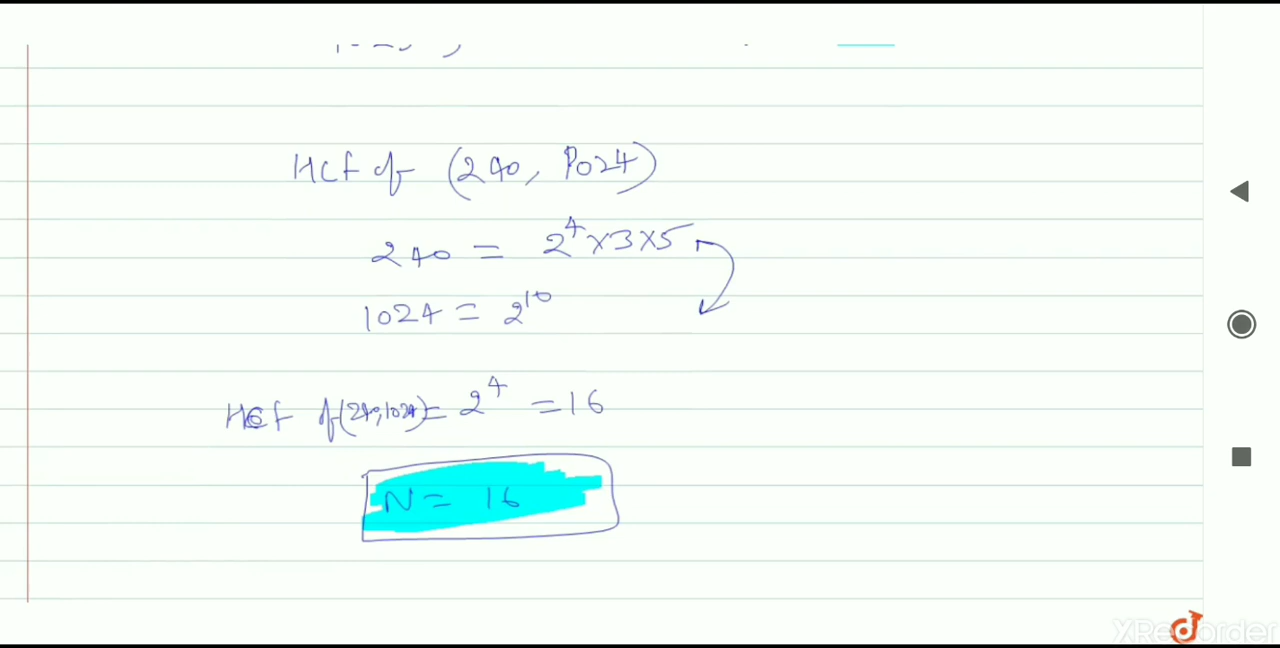 HCF of (240, 1024)
240 = 2⁴×3×5
1024 = 2¹⁰
HCF of (240,1024) = 2⁴ = 16
N = 16
XRecorder